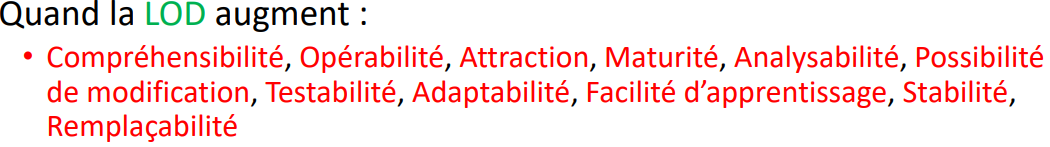 Quand la LOD augment :
• Compréhensibilité, Opérabilité, Attraction, Maturité, Analysabilité, Possibilité
de modification, Testabilité, Adaptabilité, Facilité d’apprentissage, Stabilité,
Remplaçabilité